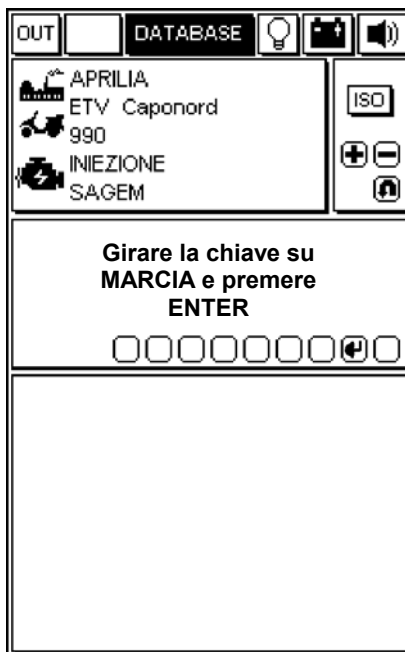 OUT DATABASE
APRILIA
ETV Caponord
990
INIEZIONE
SAGEM
ISO
Girare la chiave su
MARCIA e premere
ENTER